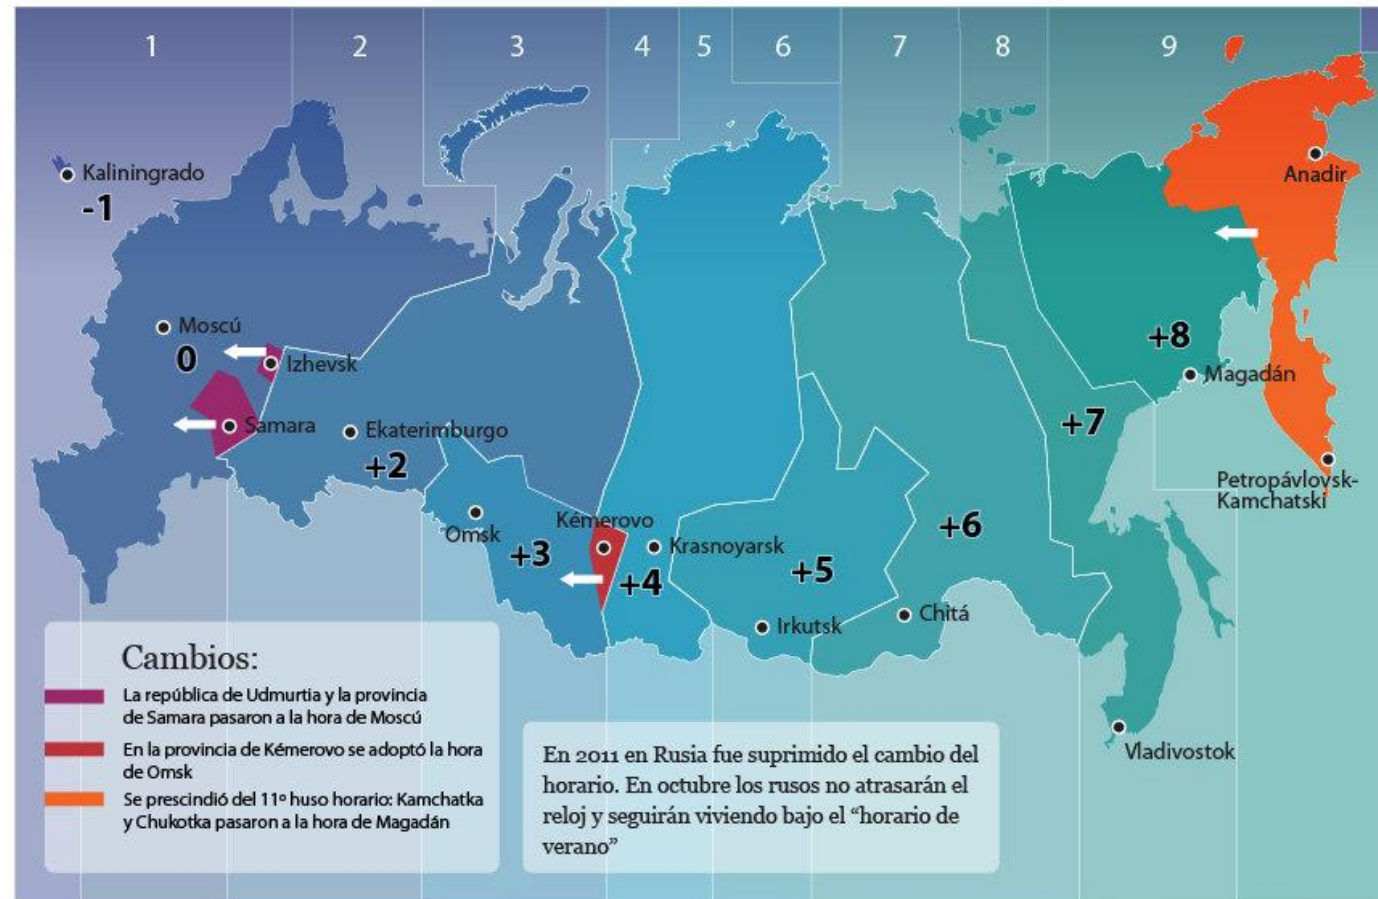 1 2 3 4 5 6 7 8 9
Kaliningrado
-1
Anadir
Moscú
0
Izhevsk
+8
Magadán
Samara
Ekaterimburgo
+2
+7
Petropávlovsk-
Kamchatski
Omsk
+3
Kémerovo
Krasnoyarsk
+4
+5
+6
Irkutsk
Chitá
Vladivostok
Cambios:
La república de Udmurtia y la provincia
de Samara pasaron a la hora de Moscú
En la provincia de Kémerovo se adoptó la hora
de Omsk
Se prescindió del 11º huso horario: Kamchatka
y Chukotka pasaron a la hora de Magadán
En 2011 en Rusia fue suprimido el cambio del
horario. En octubre los rusos no atrasarán el
reloj y seguirán viviendo bajo el “horario de
verano”